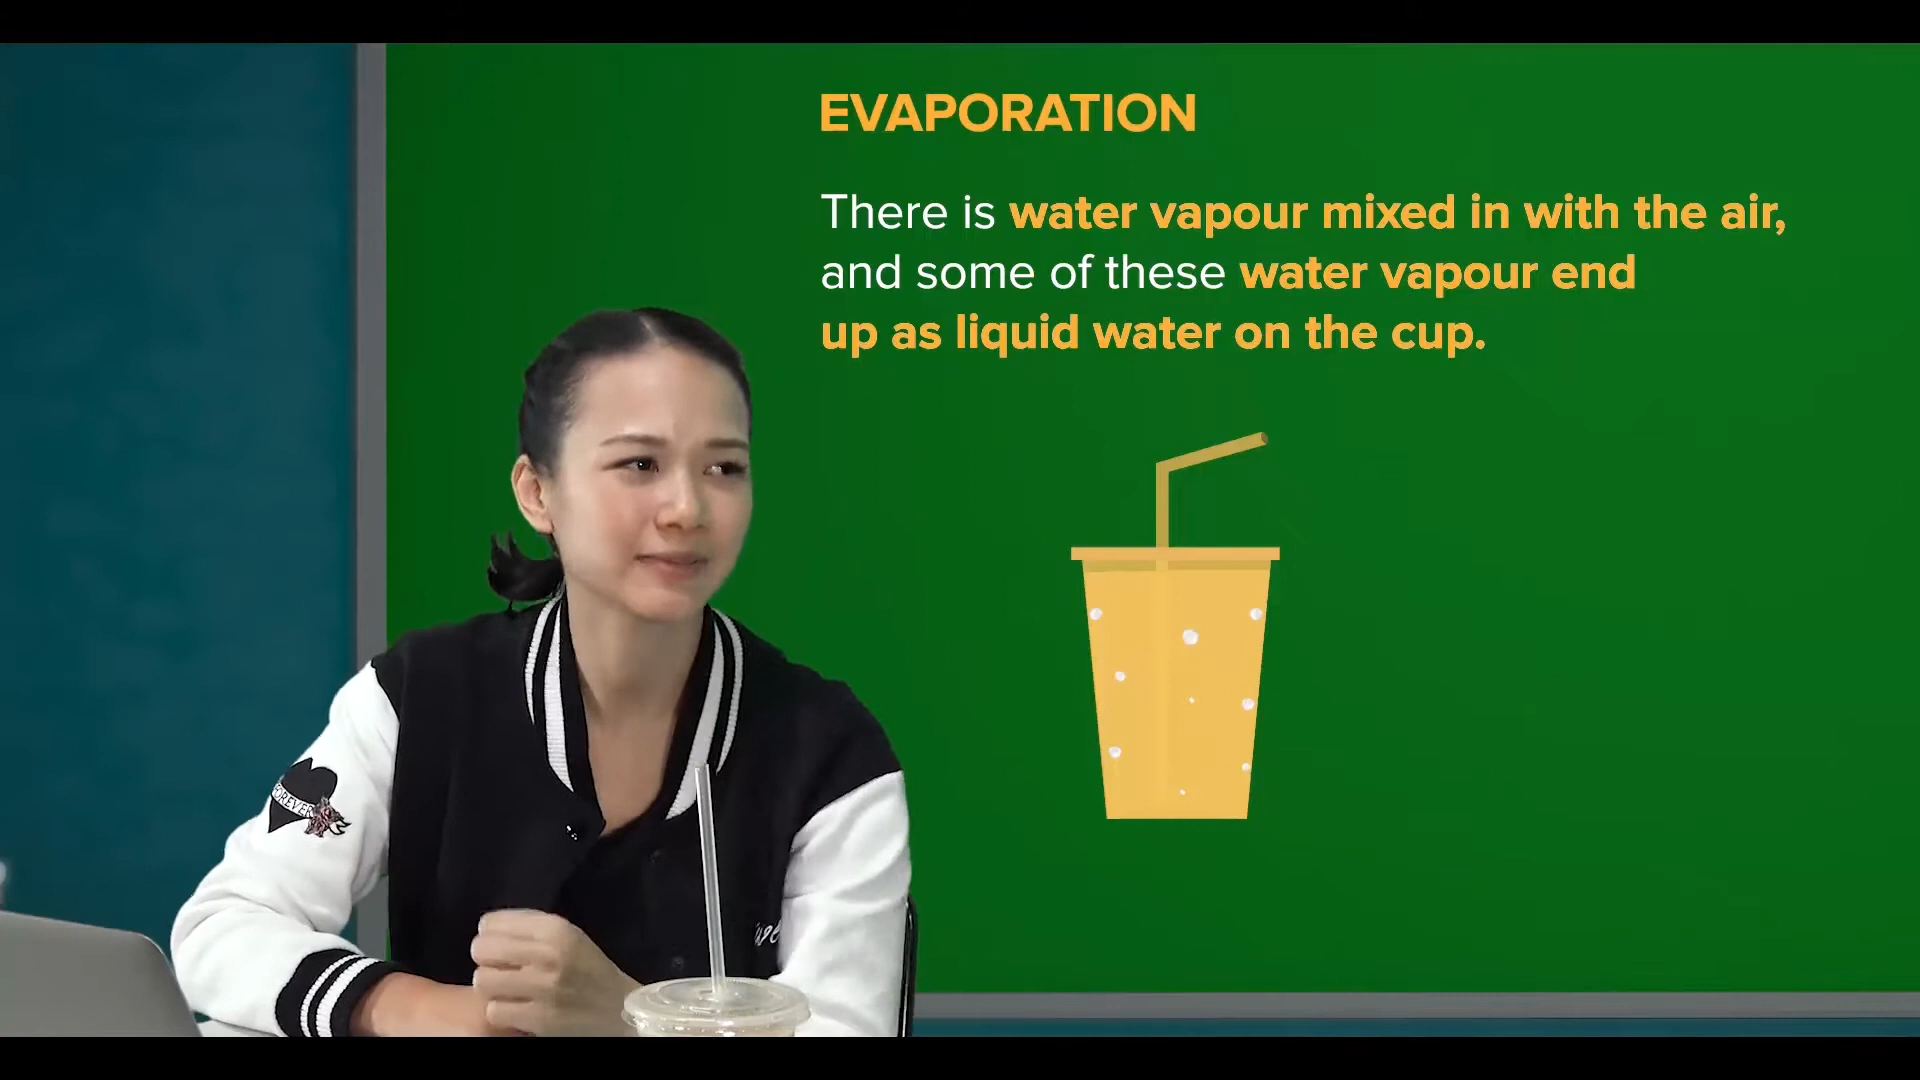 EVAPORATION
There is water vapour mixed in with the air,
and some of these water vapour end
up as liquid water on the cup.
FOREVER